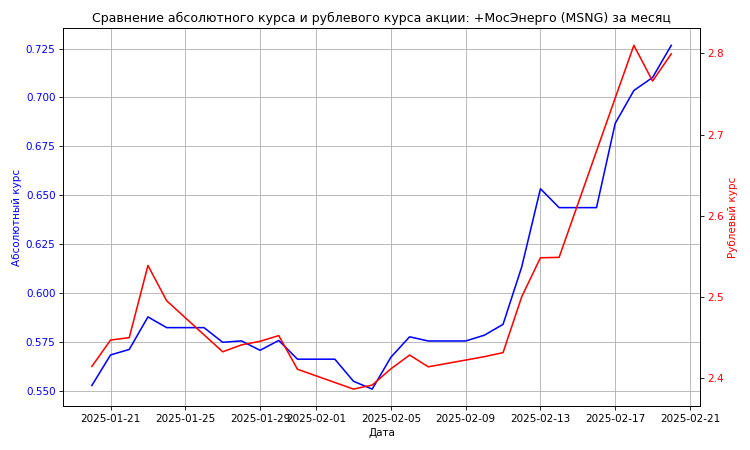 Сравнение абсолютного курса и рублевого курса акции: +МосЭнерго (MSNG) за месяц
0.725
0.700
0.675
0.650
0.625
0.600
0.575
0.550
Абсолютный курс
2.8
2.7
2.6
2.5
2.4
Рублевый курс
2025-01-21 2025-01-25 2025-01-29 2025-02-01 2025-02-05 2025-02-09 2025-02-13 2025-02-17 2025-02-21
Дата